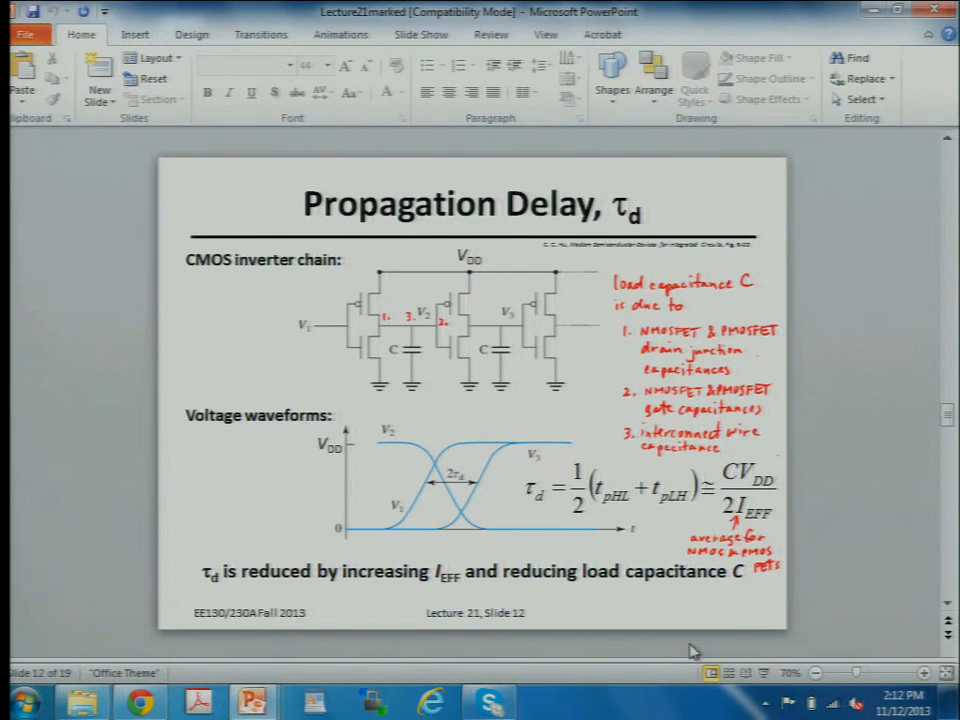 Lecture21marked [Compatibility Mode] - Microsoft PowerPoint
File Home Insert Design Transitions Animations Slide Show Reviews View Acrobat
Paste
New Slide
Layout
Reset
Section
44
B I U S abc AV Aa A
Shapes Arrange Quick Styles
Shape Fill
Shape Outline
Shape Effects
Find
Replace
Select
lipboard Slides Font Paragraph Drawing Editing
Propagation Delay, τd
CMOS inverter chain:
VDD
V1
1. 3. V2
2.
V3
C
C
load capacitance C
is due to
1. NMOSFET & PMOSFET
drain junction
capacitances
2. NMOSFET & PMOSFET
gate capacitances
3. interconnect wire
capacitance
Voltage waveforms:
VDD
V2
V3
2τd
V1
0
t
τd = 1/2 (tpHL + tpLH) ≅ CVDD / 2IEFF
average for
NMOS & PMOS
FETs
τd is reduced by increasing IEFF and reducing load capacitance C
EE130/230A Fall 2013
Lecture 21, Slide 12
Slide 12 of 19 "Office Theme" 70%
2:12 PM
11/12/2013